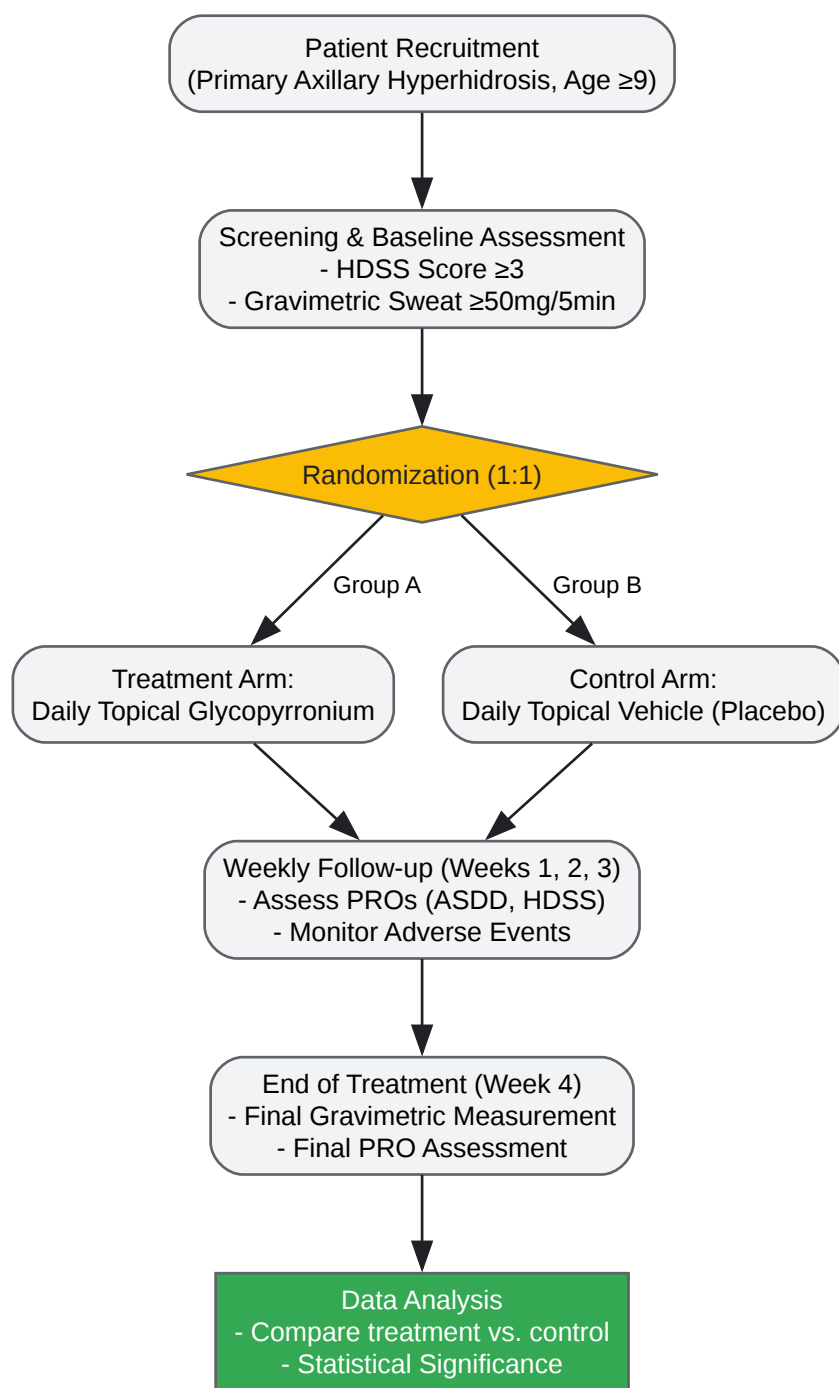 Patient Recruitment
(Primary Axillary Hyperhidrosis, Age ≥9)
Screening & Baseline Assessment
- HDSS Score ≥3
- Gravimetric Sweat ≥50mg/5min
Randomization (1:1)
Group A
Group B
Treatment Arm:
Daily Topical Glycopyrronium
Control Arm:
Daily Topical Vehicle (Placebo)
Weekly Follow-up (Weeks 1, 2, 3)
- Assess PROs (ASDD, HDSS)
- Monitor Adverse Events
End of Treatment (Week 4)
- Final Gravimetric Measurement
- Final PRO Assessment
Data Analysis
- Compare treatment vs. control
- Statistical Significance